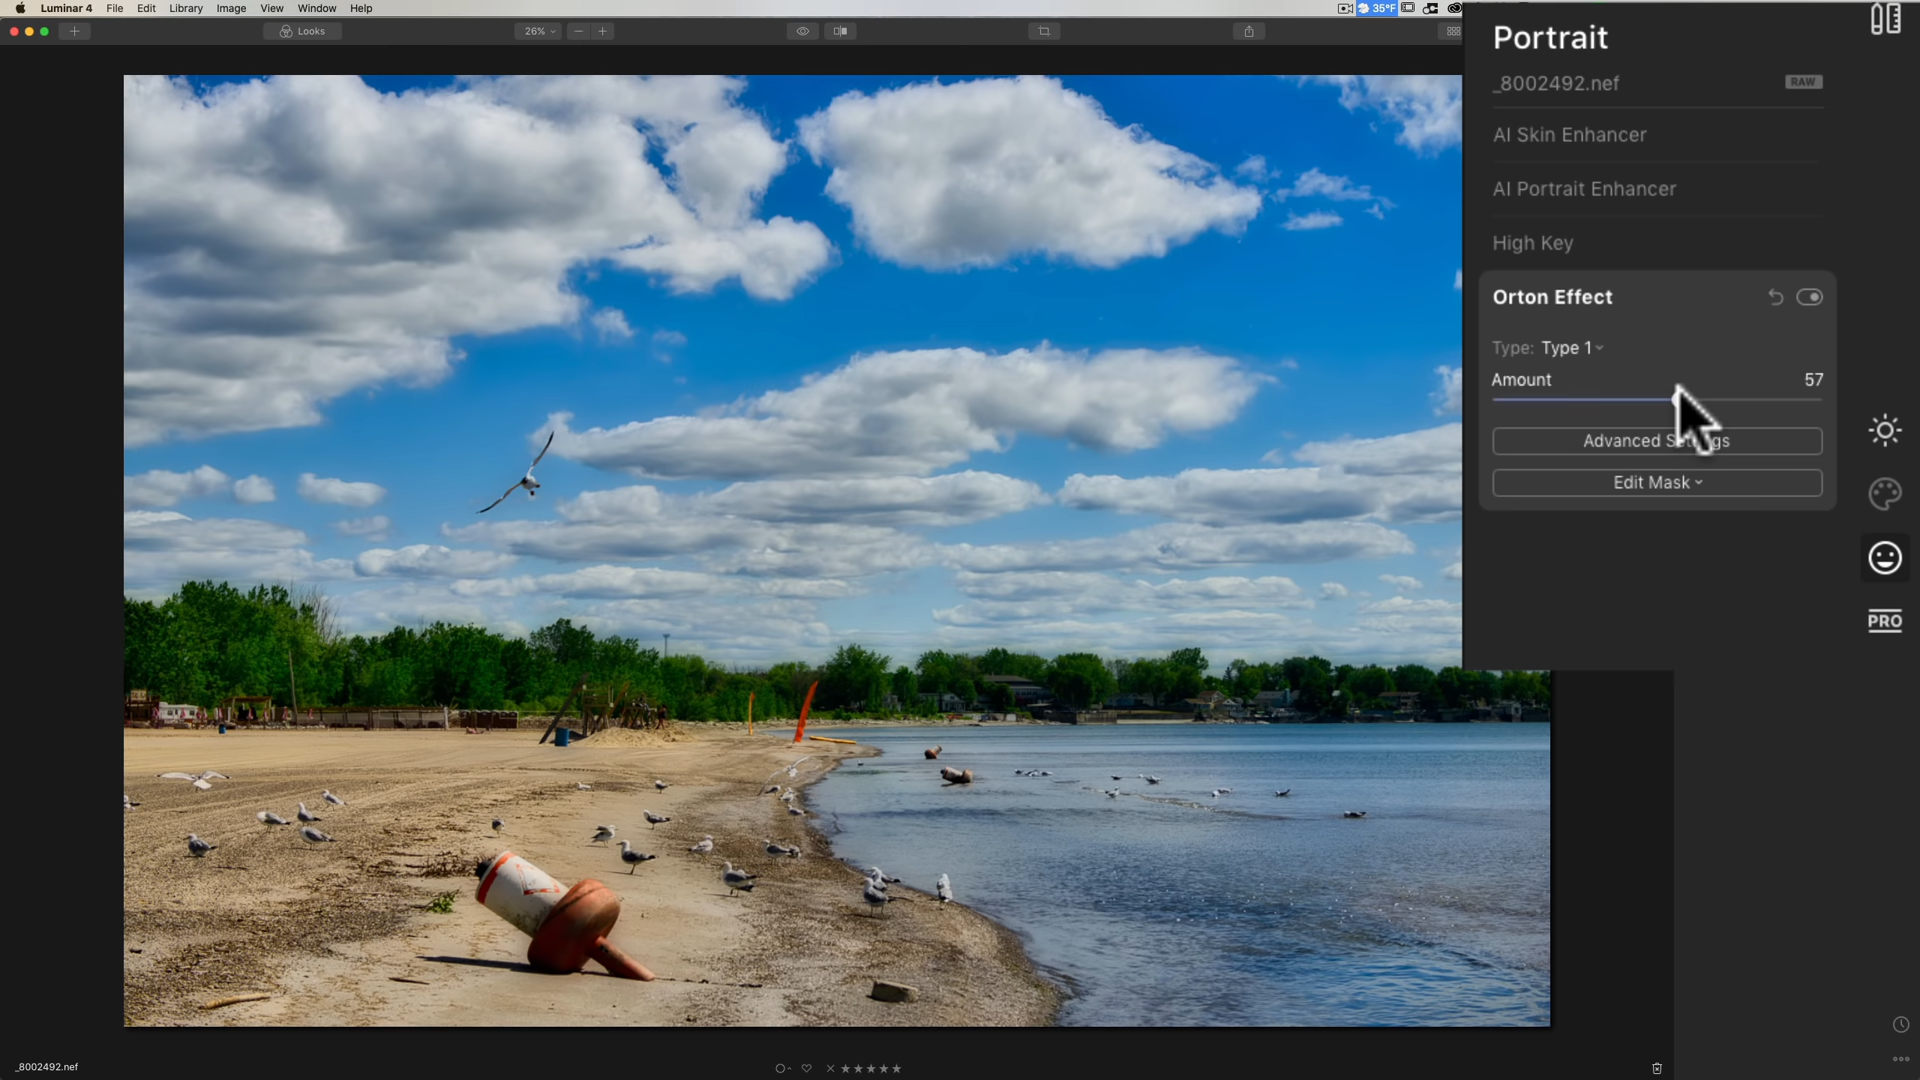 Luminar 4 File Edit Library Image View Window Help 35°F
Looks 26%
Portrait
_8002492.nef RAW
AI Skin Enhancer
AI Portrait Enhancer
High Key
Orton Effect
Type: Type 1
Amount 57
Edit Mask
PRO
_8002492.nef